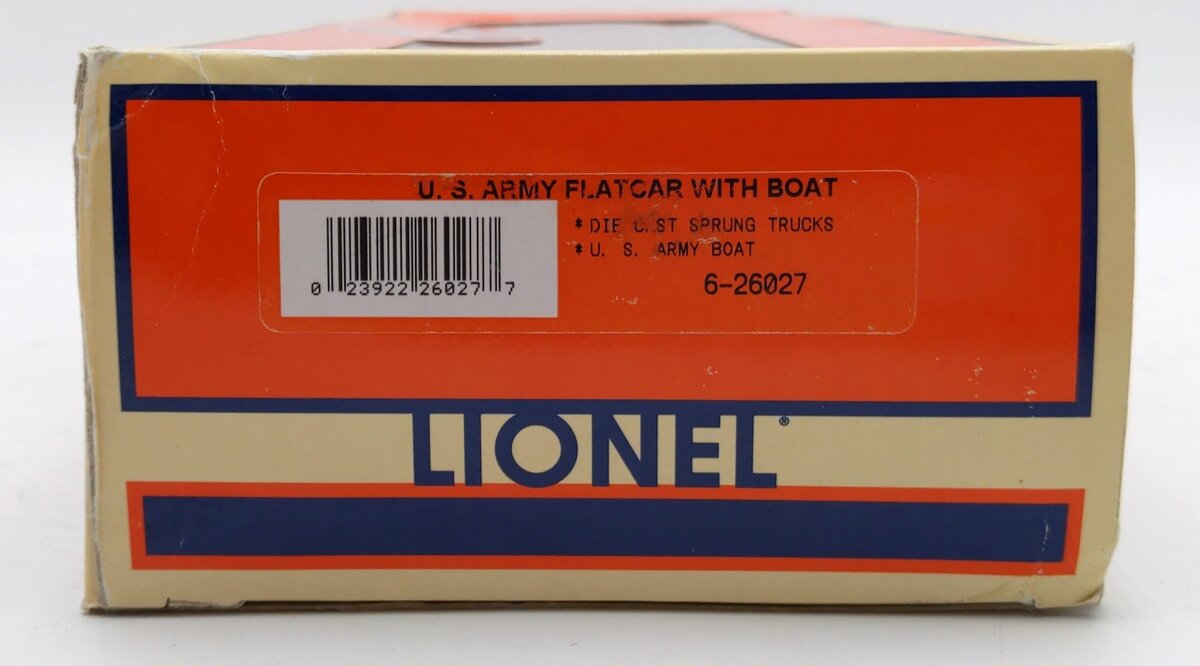 U. S. ARMY FLATCAR WITH BOAT
* DIE CAST SPRUNG TRUCKS
* U. S. ARMY BOAT
0 23922 26027 7
6-26027
LIONEL®